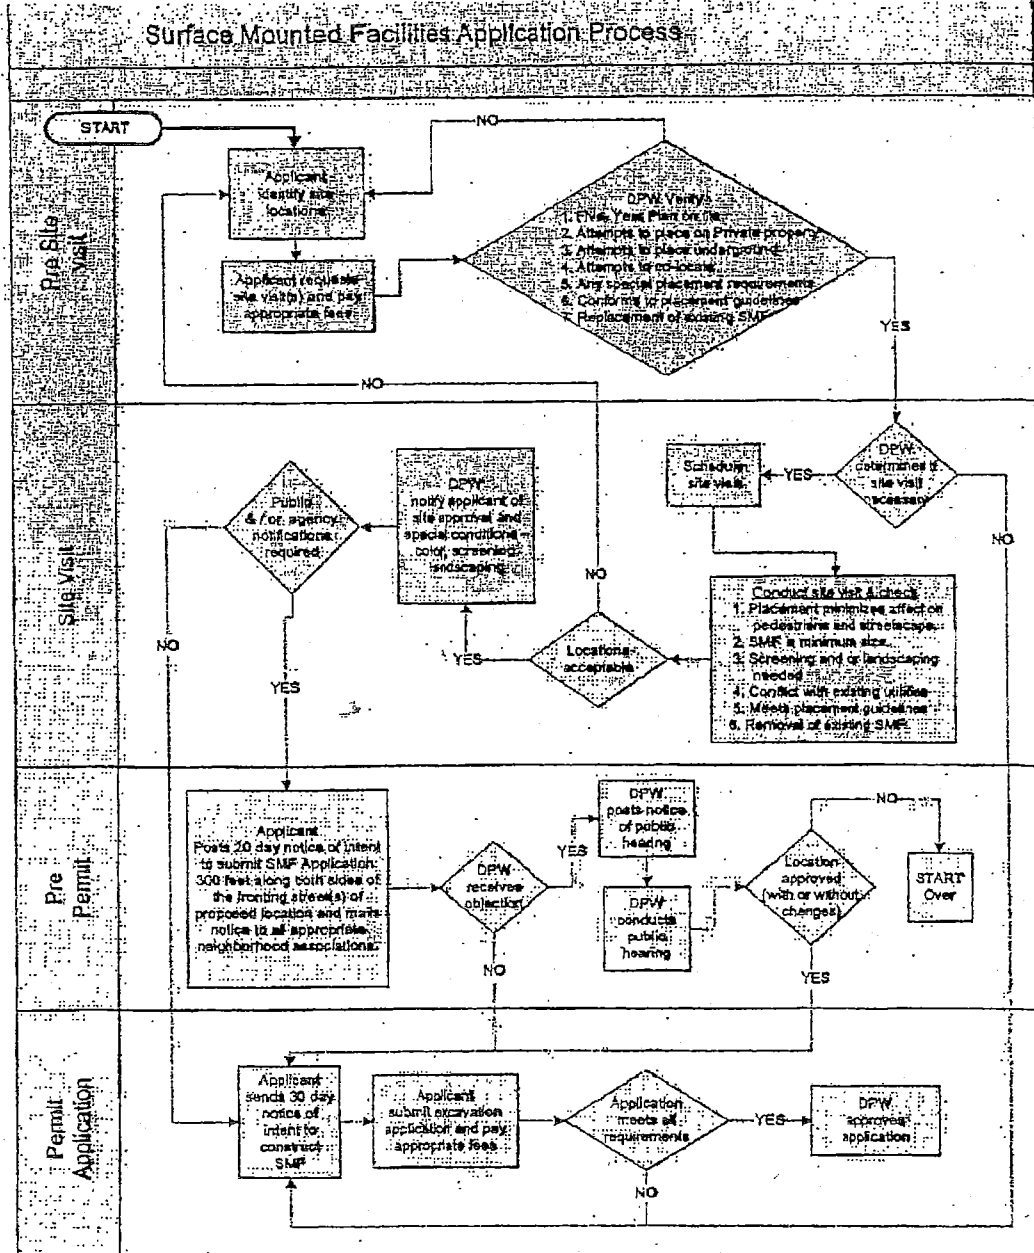 Surface Mounted Facilities Application Process
START
NO
Pre Site
Visit
Applicant
identify site
locations
DPW Verify
1. Five Year Plan on file
2. Attempts to place on Private property
3. Attempts to place underground
4. Attempts to co-locate
5. Any special placement requirements
6. Conforms to placement guidelines
7. Replacement of existing SMF
Applicant requests
site visit(s) and pay
appropriate fees
YES
NO
Site Visit
Public
& / or agency
notifications
required
DPW
notify applicant of
site approval and
special conditions -
color, screening,
landscaping
Schedules
site visits
YES
DPW
determines if
site visit
necessary
NO
NO
Conduct site visit & check
1. Placement minimizes affect on
pedestrians and streetscape.
2. SMF is minimum size.
3. Screening and or landscaping
needed
4. Conflict with existing utilities
5. Meets placement guidelines
6. Removal of existing SMF.
Locations
acceptable
YES
NO
YES
Pre
Permit
Applicant
Posts 20 day notice of intent
to submit SMF Application
300 feet along both sides of
the fronting street(s) of
proposed location and mails
notice to all appropriate
neighborhood associations.
DPW
receives
objection
YES
NO
DPW
posts notice
of public
hearing
DPW
conducts
public
hearing
Location
approved
(with or without
changes)
NO
START
Over
YES
Permit
Application
Applicant
sends 30 day
notice of
intent to
construct
SMF
Applicant
submit excavation
application and pay
appropriate fees
Application
meets all
requirements
YES
DPW
approves
application
NO